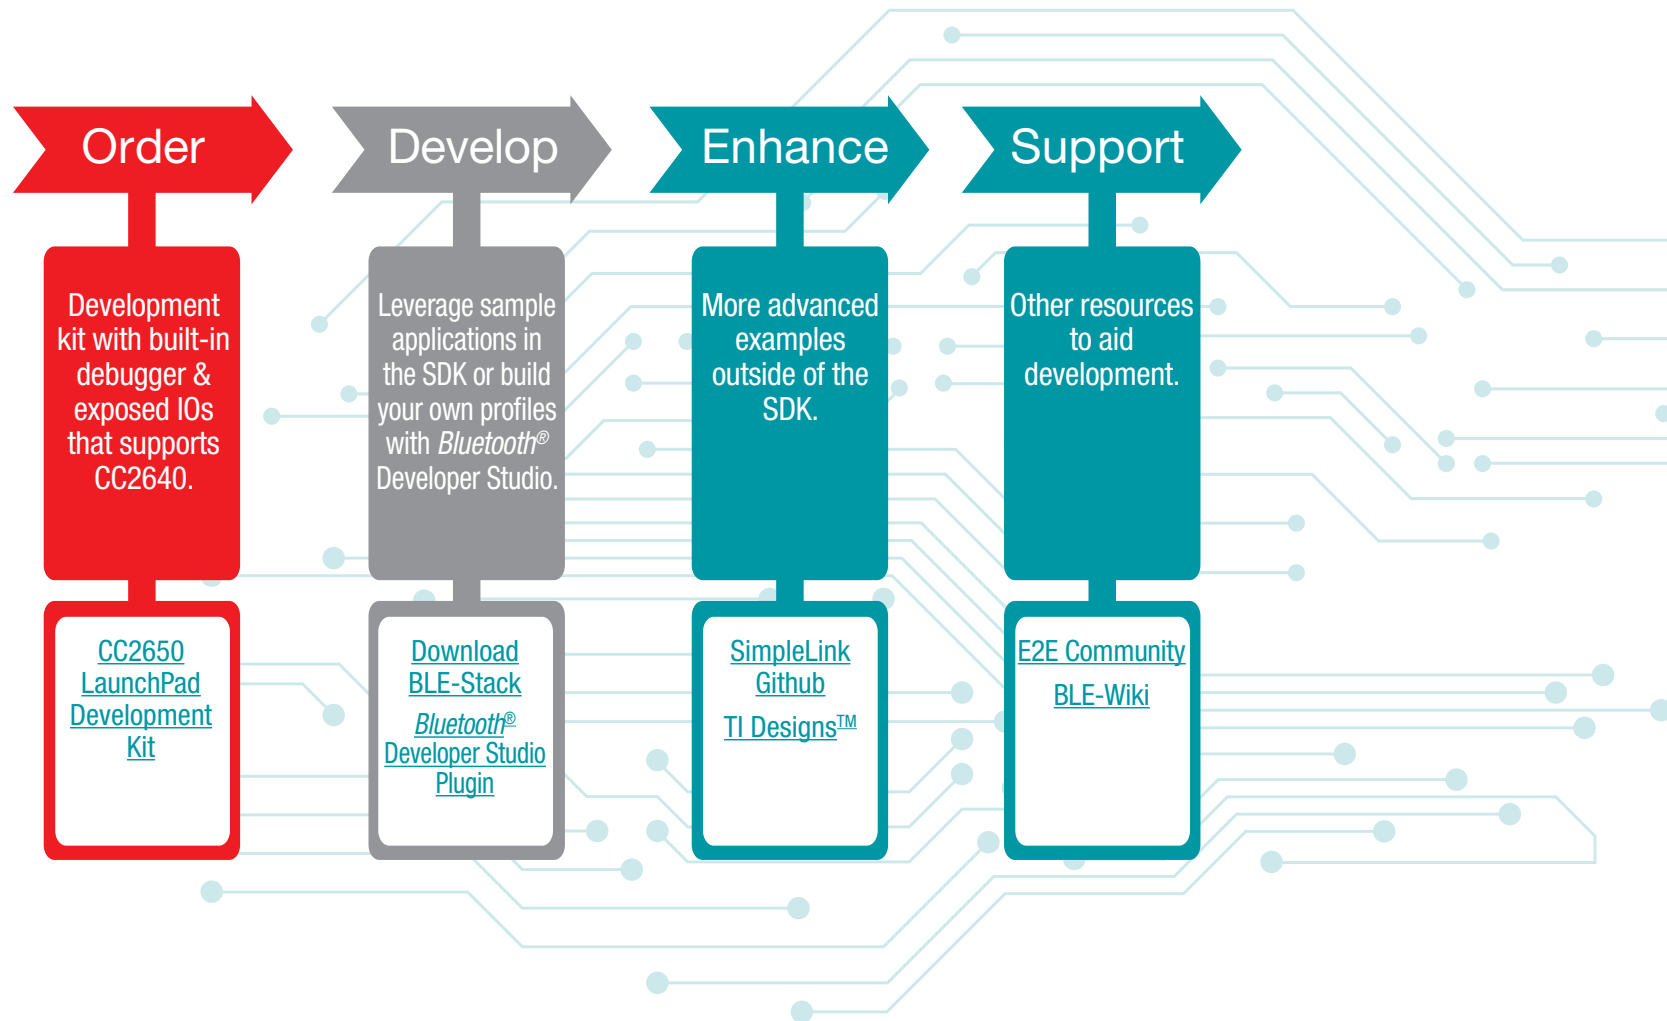 Order
Development
kit with built-in
debugger &
exposed IOs
that supports
CC2640.
CC2650
LaunchPad
Development
Kit
Develop
Leverage sample
applications in
the SDK or build
your own profiles
with Bluetooth®
Developer Studio.
Download
BLE-Stack
Bluetooth®
Developer Studio
Plugin
Enhance
More advanced
examples
outside of the
SDK.
SimpleLink
Github
TI Designs™
Support
Other resources
to aid
development.
E2E Community
BLE-Wiki